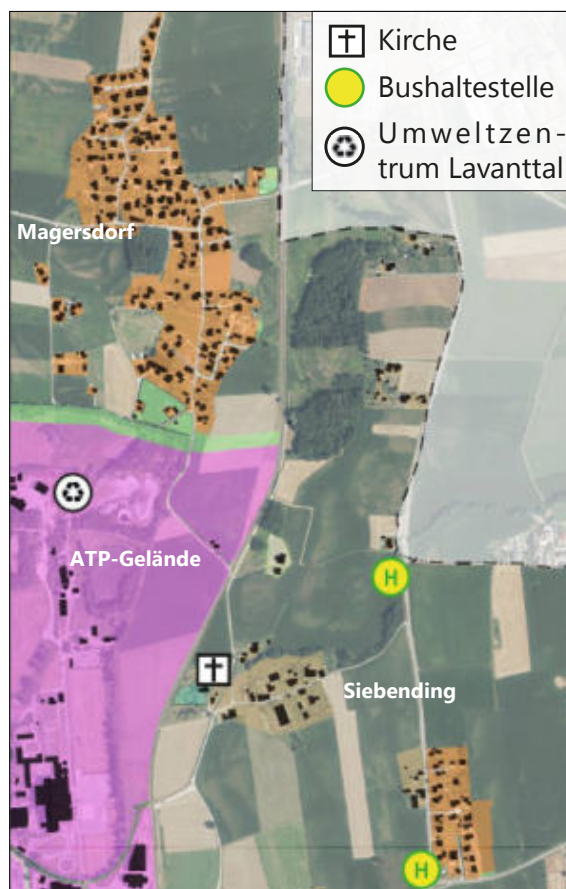 Kirche
Bushaltestelle
Umweltzen-
trum Lavanttal
Magersdorf
ATP-Gelände
H
Siebending
H